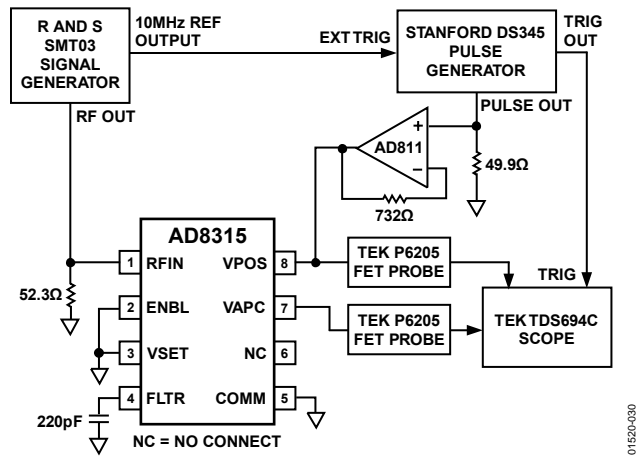 R AND S
SMT03
SIGNAL
GENERATOR
10MHz REF
OUTPUT
EXT TRIG
STANFORD DS345
PULSE
GENERATOR
TRIG
OUT
RF OUT
PULSE OUT
+
AD811
–
49.9Ω
732Ω
AD8315
1 RFIN
VPOS 8
52.3Ω
2 ENBL
VAPC 7
3 VSET
NC 6
4 FLTR
COMM 5
220pF
NC = NO CONNECT
TEK P6205
FET PROBE
TEK P6205
FET PROBE
TRIG
TEK TDS694C
SCOPE
01520-030